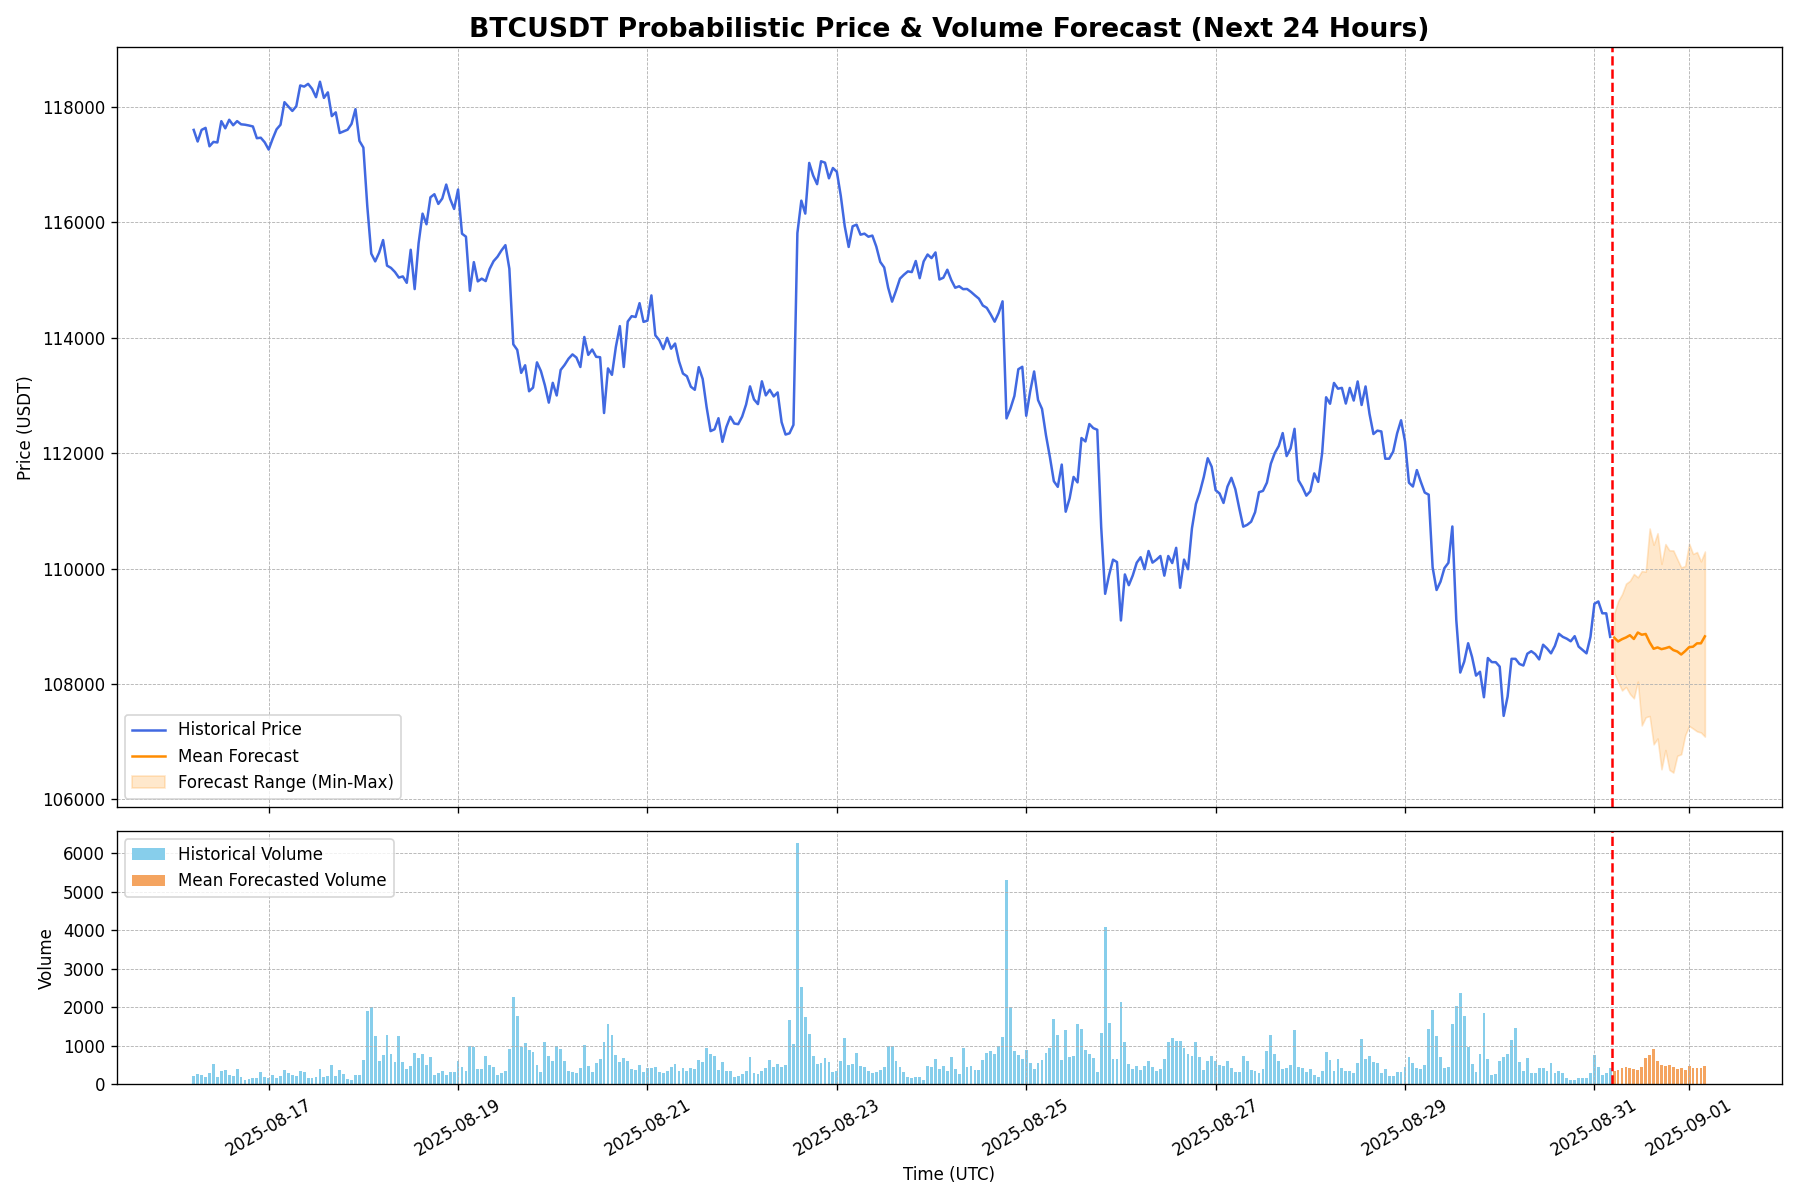 BTCUSDT Probabilistic Price & Volume Forecast (Next 24 Hours)
Price (USDT)
118000
116000
114000
112000
110000
108000
106000
Historical Price
Mean Forecast
Forecast Range (Min-Max)
Volume
6000
5000
4000
3000
2000
1000
0
Historical Volume
Mean Forecasted Volume
2025-08-17
2025-08-19
2025-08-21
2025-08-23
2025-08-25
2025-08-27
2025-08-29
2025-08-31
2025-09-01
Time (UTC)